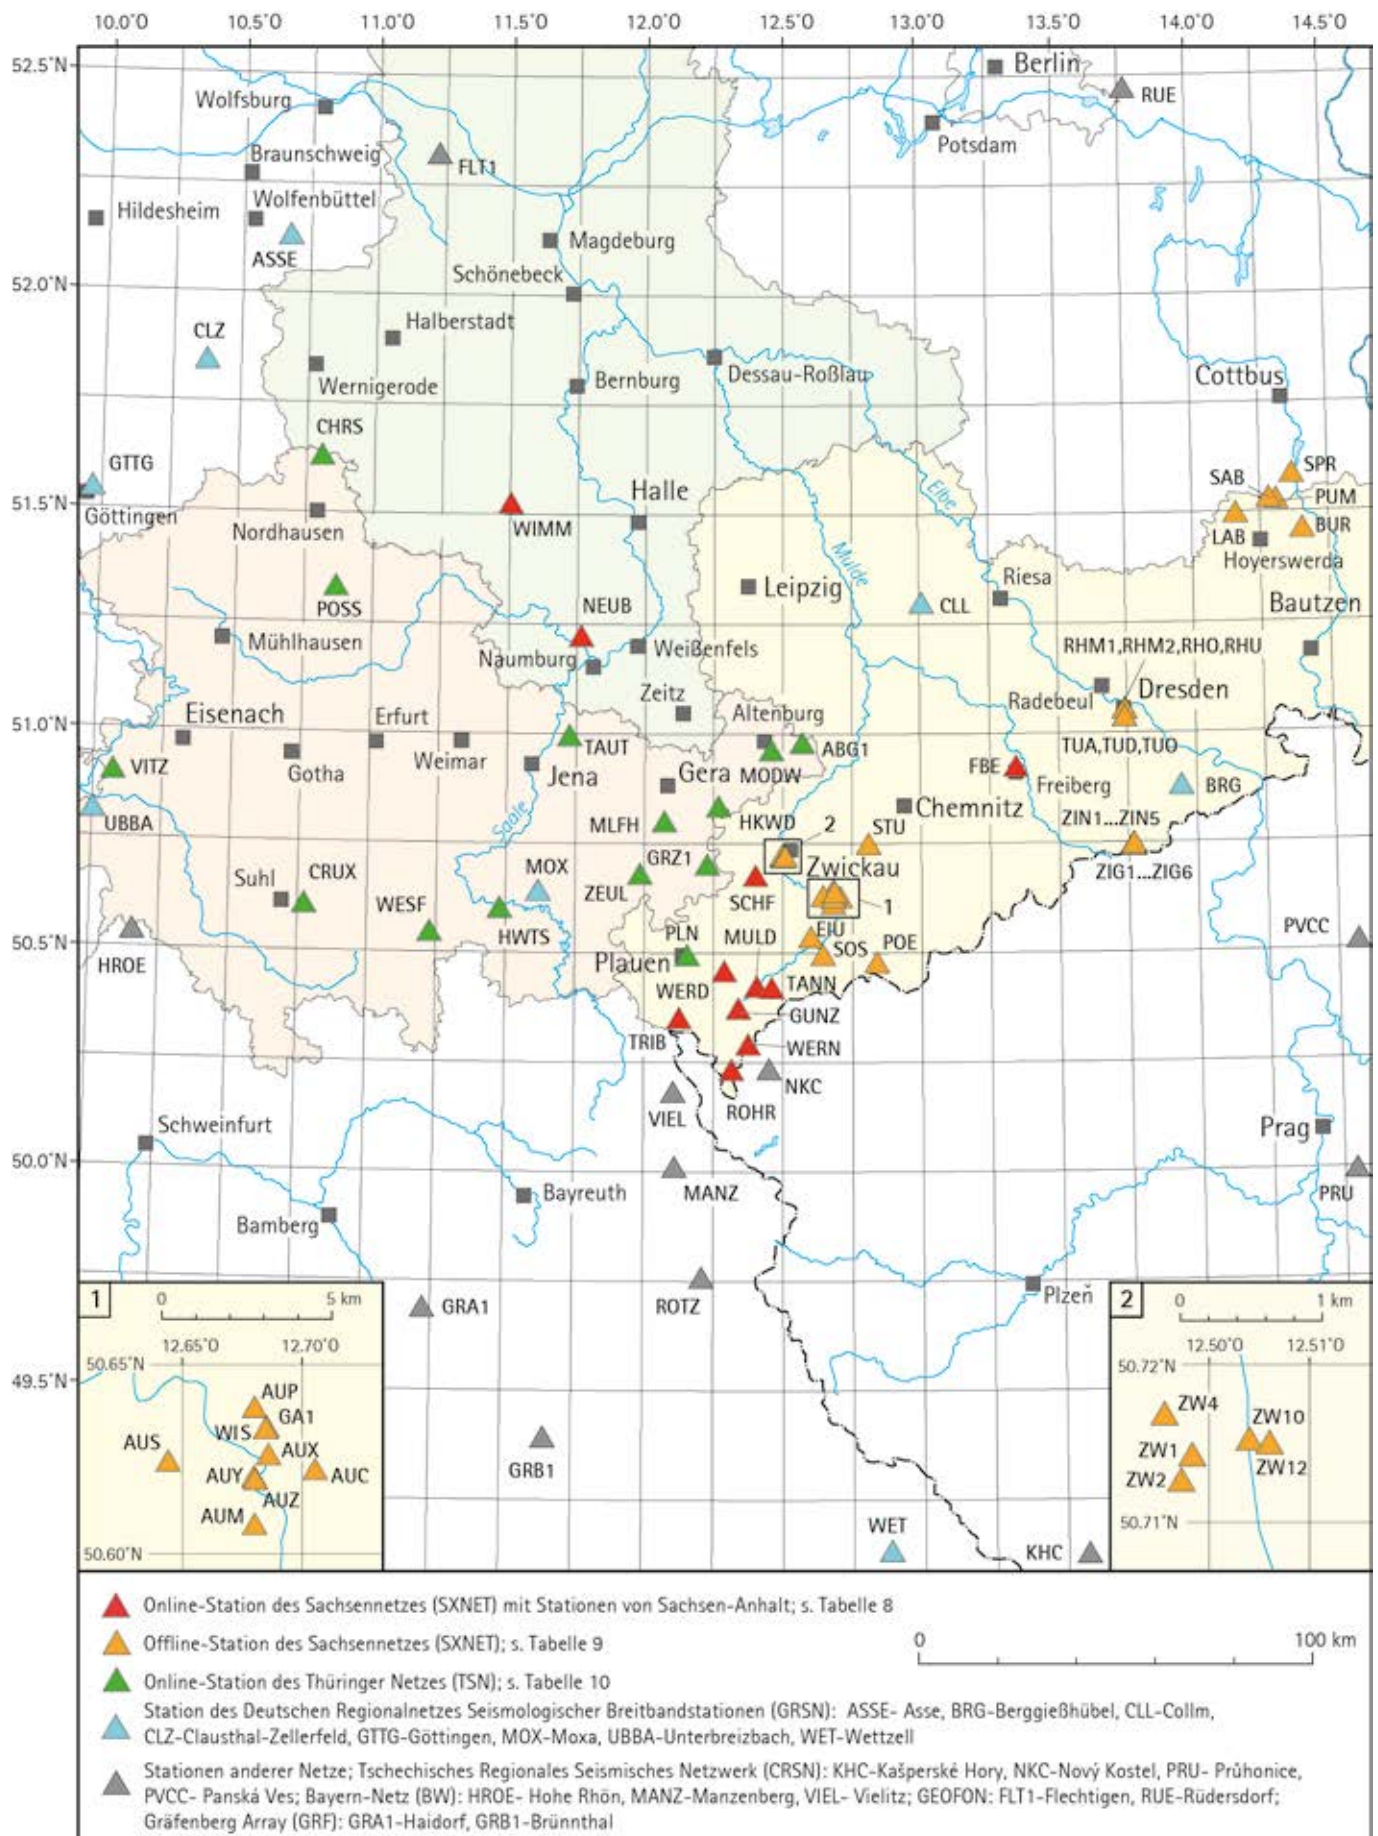 10.0°O 10.5°O 11.0°O 11.5°O 12.0°O 12.5°O 13.0°O 13.5°O 14.0°O 14.5°O
52.5°N
Berlin
Wolfsburg
RUE
Potsdam
Braunschweig
FLT1
Wolfenbüttel
Hildesheim
Magdeburg
ASSE
Schönebeck
52.0°N
CLZ
Halberstadt
Wernigerode
Bernburg
Dessau-Roßlau
Cottbus
CHRS
GTTG
SPR
SAB
Elbe
Halle
PUM
51.5°N
Göttingen
WIMM
BUR
Nordhausen
LAB
Hoyerswerda
Mulde
Riesa
Leipzig
POSS
NEUB
CLL
Bautzen
Mühlhausen
Weißenfels
RHM1,RHM2,RHO,RHU
Naumburg
Zeitz
Dresden
Radebeul
Eisenach
Erfurt
Altenburg
51.0°N
TAUT
ABG1
TUA,TUD,TUO
Weimar
VITZ
Gotha
Jena
Gera
MODW
FBE
Freiberg
BRG
Chemnitz
UBBA
Saale
MLFH
HKWD
2
STU
ZIN1...ZIN5
GRZ1
Zwickau
MOX
ZIG1...ZIG6
Suhl
CRUX
ZEUL
SCHF
WESF
1
HWTS
PLN
MULD
EIU
PVCC
50.5°N
POE
SOS
HROE
Plauen
WERD
TANN
GUNZ
TRIB
WERN
NKC
VIEL
ROHR
Schweinfurt
Prag
50.0°N
MANZ
Bayreuth
PRU
Bamberg
1
0 5 km
GRA1
ROTZ
Plzeň
2
0 1 km
12.65°O 12.70°O
12.50°O 12.51°O
50.65°N
50.72°N
49.5°N
AUP
GA1
WIS
AUS
AUX
AUY
AUC
AUZ
AUM
50.60°N
ZW4
ZW10
ZW1
ZW12
ZW2
50.71°N
GRB1
WET
KHC
Online-Station des Sachsennetzes (SXNET) mit Stationen von Sachsen-Anhalt; s. Tabelle 8
Offline-Station des Sachsennetzes (SXNET); s. Tabelle 9
0 100 km
Online-Station des Thüringer Netzes (TSN); s. Tabelle 10
Station des Deutschen Regionalnetzes Seismologischer Breitbandstationen (GRSN): ASSE- Asse, BRG-Berggießhübel, CLL-Collm,
CLZ-Clausthal-Zellerfeld, GTTG-Göttingen, MOX-Moxa, UBBA-Unterbreizbach, WET-Wettzell
Stationen anderer Netze; Tschechisches Regionales Seismisches Netzwerk (CRSN): KHC-Kašperské Hory, NKC-Nový Kostel, PRU- Průhonice,
PVCC- Panská Ves; Bayern-Netz (BW): HROE- Hohe Rhön, MANZ-Manzenberg, VIEL- Vielitz; GEOFON: FLT1-Flechtigen, RUE-Rüdersdorf;
Gräfenberg Array (GRF): GRA1-Haidorf, GRB1-Brünnthal